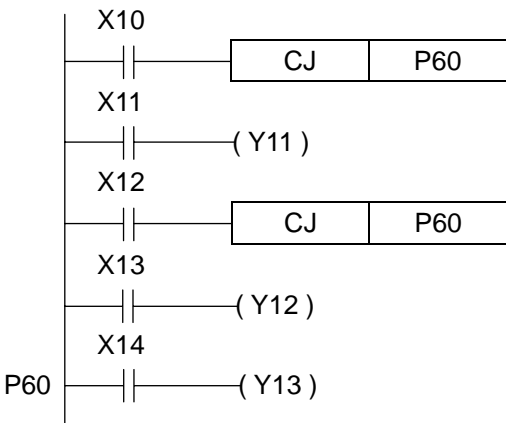 X10
CJ P60
X11
( Y11 )
X12
CJ P60
X13
( Y12 )
X14
P60 ( Y13 )